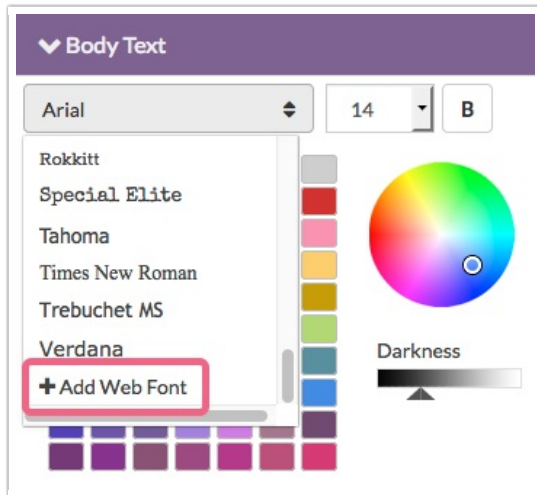 Body Text
Arial 14 B
Rokkitt
Special Elite
Tahoma
Times New Roman
Trebuchet MS
Verdana
Add Web Font
Darkness